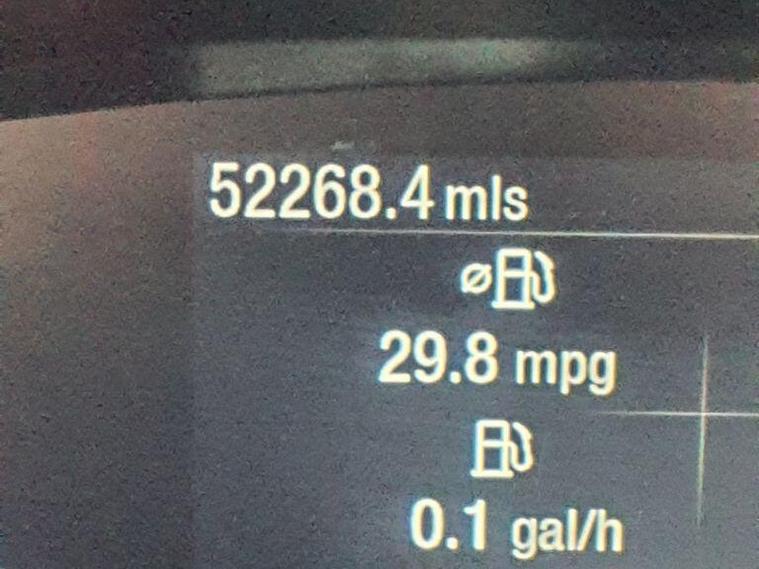 52268.4 mls
⌀
29.8 mpg
0.1 gal/h